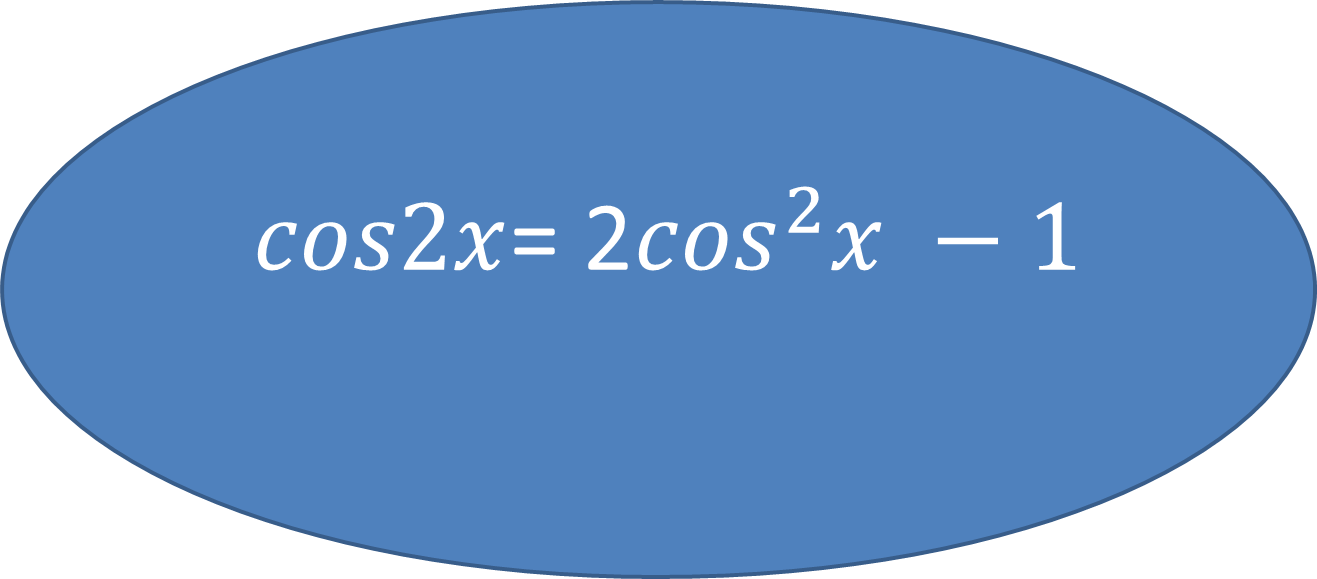 cos2x= 2cos²x − 1